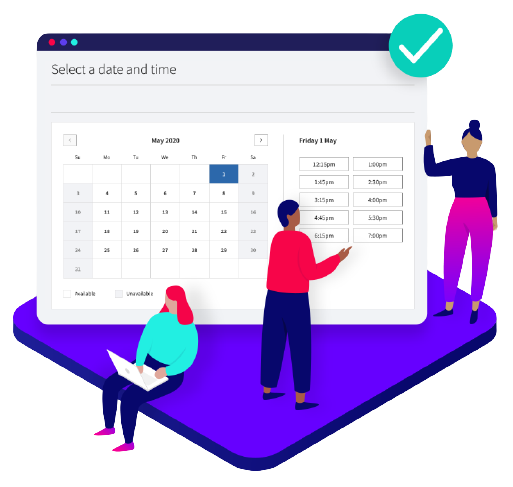 Select a date and time
May 2020
Su Mo Tu We Th Fr Sa
1 2
3 4 5 6 7 8 9
10 11 12 13 14 15 16
17 18 19 20 21 22 23
24 25 26 27 28 29 30
31
Available Unavailable
Friday 1 May
12:15pm 1:00pm
1:45pm 2:30pm
3:15pm 4:00pm
4:45pm 5:30pm
6:15pm 7:00pm